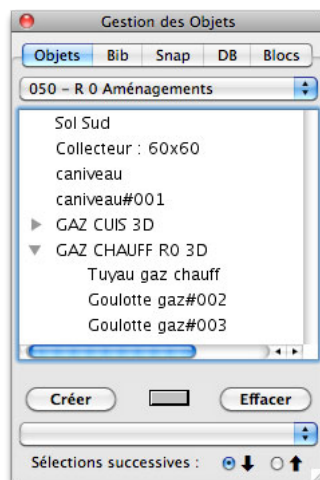 Gestion des Objets
Objets Bib Snap DB Blocs
050 – R 0 Aménagements
Sol Sud
Collecteur : 60x60
caniveau
caniveau#001
GAZ CUIS 3D
GAZ CHAUFF R0 3D
Tuyau gaz chauff
Goulotte gaz#002
Goulotte gaz#003
Créer Effacer
Sélections successives :